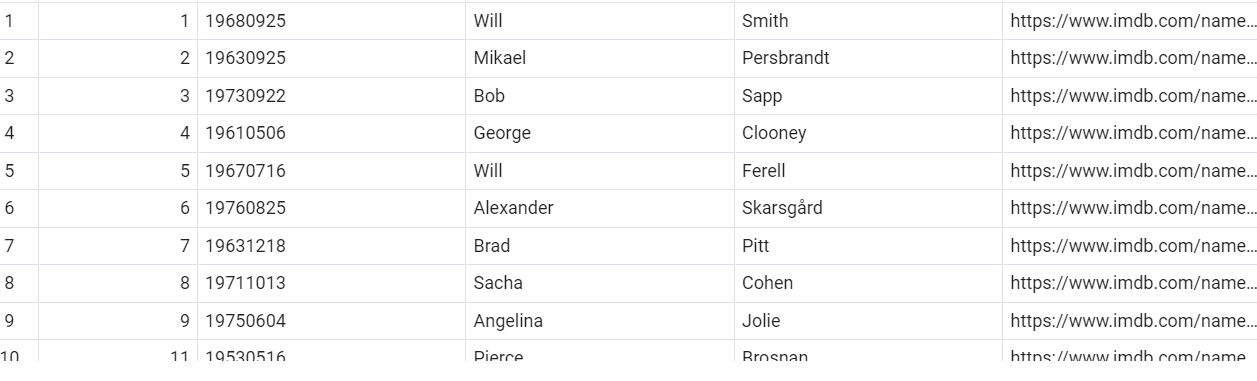 1 1 19680925 Will Smith https://www.imdb.com/name…
2 2 19630925 Mikael Persbrandt https://www.imdb.com/name…
3 3 19730922 Bob Sapp https://www.imdb.com/name…
4 4 19610506 George Clooney https://www.imdb.com/name…
5 5 19670716 Will Ferell https://www.imdb.com/name…
6 6 19760825 Alexander Skarsgård https://www.imdb.com/name…
7 7 19631218 Brad Pitt https://www.imdb.com/name…
8 8 19711013 Sacha Cohen https://www.imdb.com/name…
9 9 19750604 Angelina Jolie https://www.imdb.com/name…
10 11 19530516 Pierce Brosnan https://www.imdb.com/name…